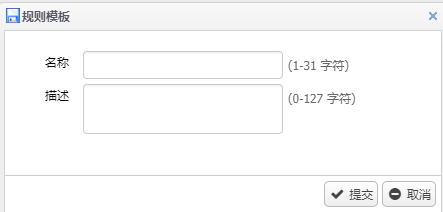 规则模板
名称 (1-31 字符)
描述 (0-127 字符)
提交 取消